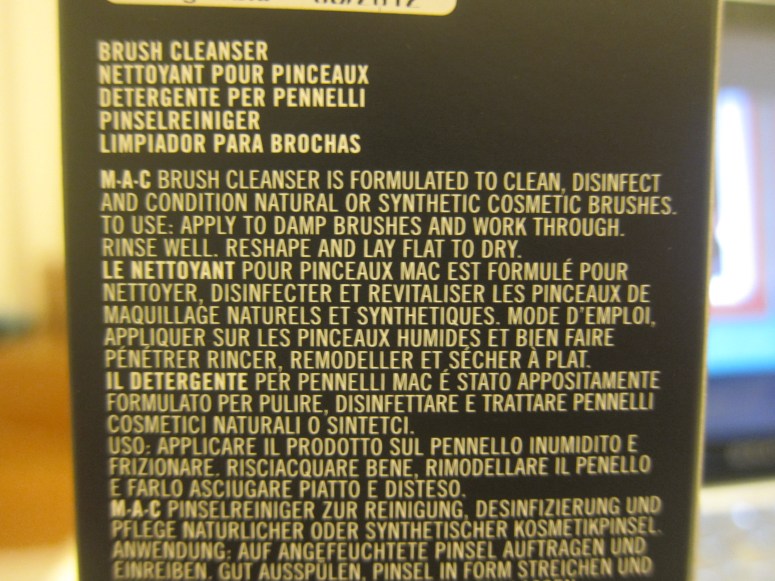 BRUSH CLEANSER
NETTOYANT POUR PINCEAUX
DETERGENTE PER PENNELLI
PINSELREINIGER
LIMPIADOR PARA BROCHAS
M·A·C BRUSH CLEANSER IS FORMULATED TO CLEAN, DISINFECT
AND CONDITION NATURAL OR SYNTHETIC COSMETIC BRUSHES.
TO USE: APPLY TO DAMP BRUSHES AND WORK THROUGH.
RINSE WELL. RESHAPE AND LAY FLAT TO DRY.
LE NETTOYANT POUR PINCEAUX MAC EST FORMULÉ POUR
NETTOYER, DISINFECTER ET REVITALISER LES PINCEAUX DE
MAQUILLAGE NATURELS ET SYNTHETIQUES. MODE D'EMPLOI,
APPLIQUER SUR LES PINCEAUX HUMIDES ET BIEN FAIRE
PÉNÉTRER RINCER, REMODELLER ET SÉCHER À PLAT.
IL DETERGENTE PER PENNELLI MAC É STATO APPOSITAMENTE
FORMULATO PER PULIRE, DISINFETTARE E TRATTARE PENNELLI
COSMETICI NATURALI O SINTETCI.
USO: APPLICARE IL PRODOTTO SUL PENNELLO INUMIDITO E
FRIZIONARE. RISCIACQUARE BENE, RIMODELLARE IL PENELLO
E FARLO ASCIUGARE PIATTO E DISTESO.
M·A·C PINSELREINIGER ZUR REINIGUNG, DESINFIZIERUNG UND
PFLEGE NATURLICHER ODER SYNTHETISCHER KOSMETIKPINSEL.
ANWENDUNG: AUF ANGEFEUCHTETE PINSEL AUFTRAGEN UND
EINREIBEN. GUT AUSSPÜLEN, PINSEL IN FORM STREICHEN UND